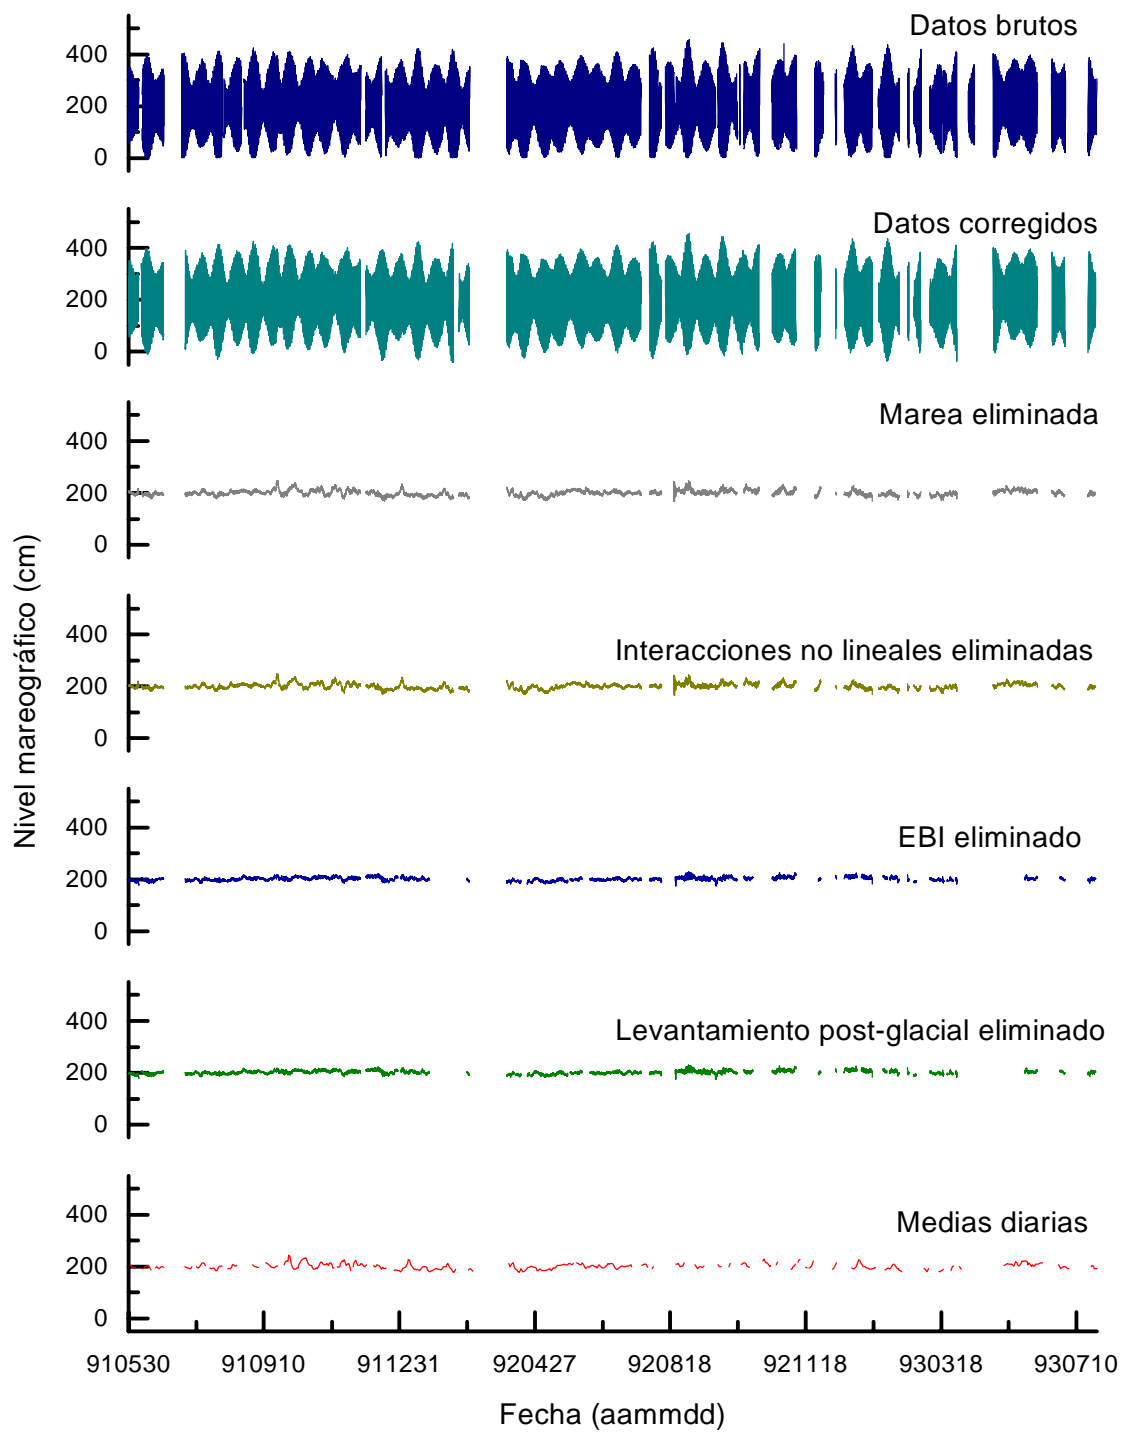 Datos brutos
400
200
0
Datos corregidos
400
200
0
Marea eliminada
400
200
0
Nivel mareográfico (cm)
Interacciones no lineales eliminadas
400
200
0
EBI eliminado
400
200
0
Levantamiento post-glacial eliminado
400
200
0
Medias diarias
400
200
0
910530 910910 911231 920427 920818 921118 930318 930710
Fecha (aammdd)